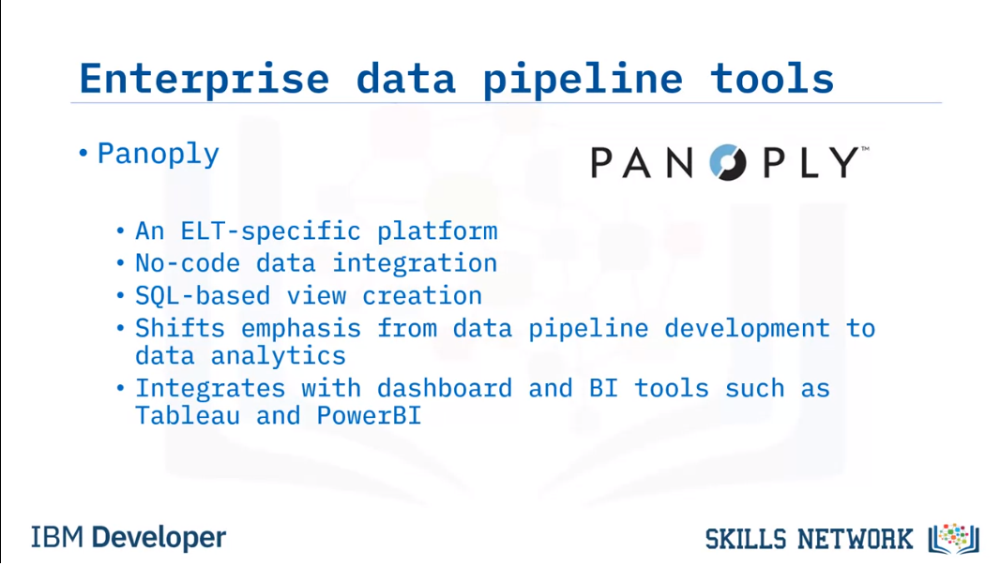 Enterprise data pipeline tools
• Panoply
PANOPLY™
• An ELT-specific platform
• No-code data integration
• SQL-based view creation
• Shifts emphasis from data pipeline development to
data analytics
• Integrates with dashboard and BI tools such as
Tableau and PowerBI
IBM Developer
SKILLS NETWORK